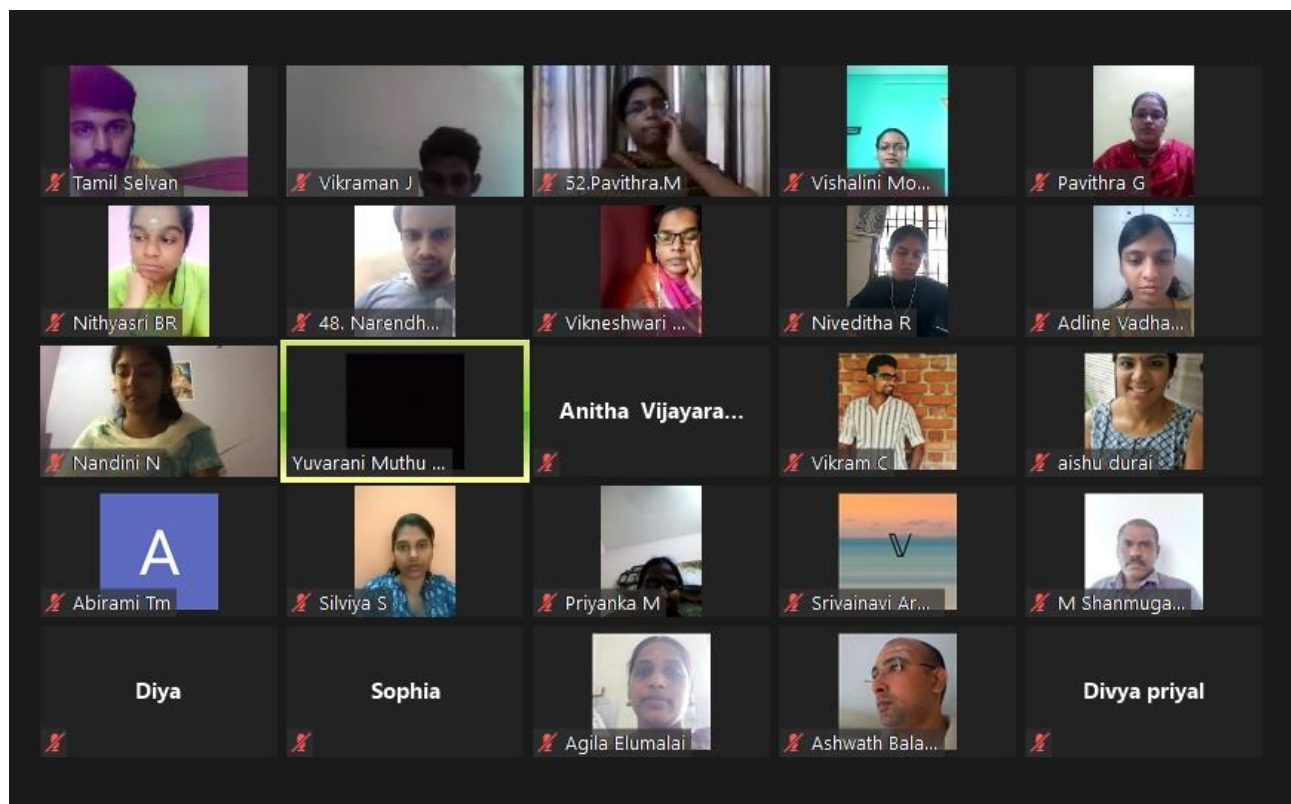 Tamil Selvan
Vikraman J
52.Pavithra.M
Vishalini Mo...
Pavithra G
Nithyasri BR
48. Narendh...
Vikneshwari ...
Niveditha R
Adline Vadha...
Nandini N
Yuvarani Muthu ...
Anitha Vijayara...
Vikram C
aishu durai
A
Abirami Tm
Silviya S
Priyanka M
V
Srivainavi Ar...
M Shanmuga...
Diya
Sophia
Agila Elumalai
Ashwath Bala...
Divya priyal